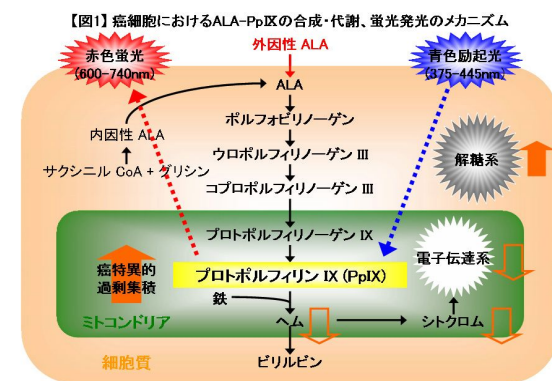 【図1】 癌細胞におけるALA-PpIXの合成・代謝、蛍光発光のメカニズム
赤色蛍光
(600-740nm)
外因性 ALA
青色励起光
(375-445nm)
ALA
ポルフォビリノーゲン
内因性 ALA
ウロポルフィリノーゲン III
解糖系
サクシニル CoA + グリシン
コプロポルフィリノーゲン III
プロトポルフィリノーゲン IX
癌特異的
過剰集積
プロトポルフィリン IX (PpIX)
電子伝達系
鉄
ミトコンドリア
ヘム
シトクロム
細胞質
ビリルビン